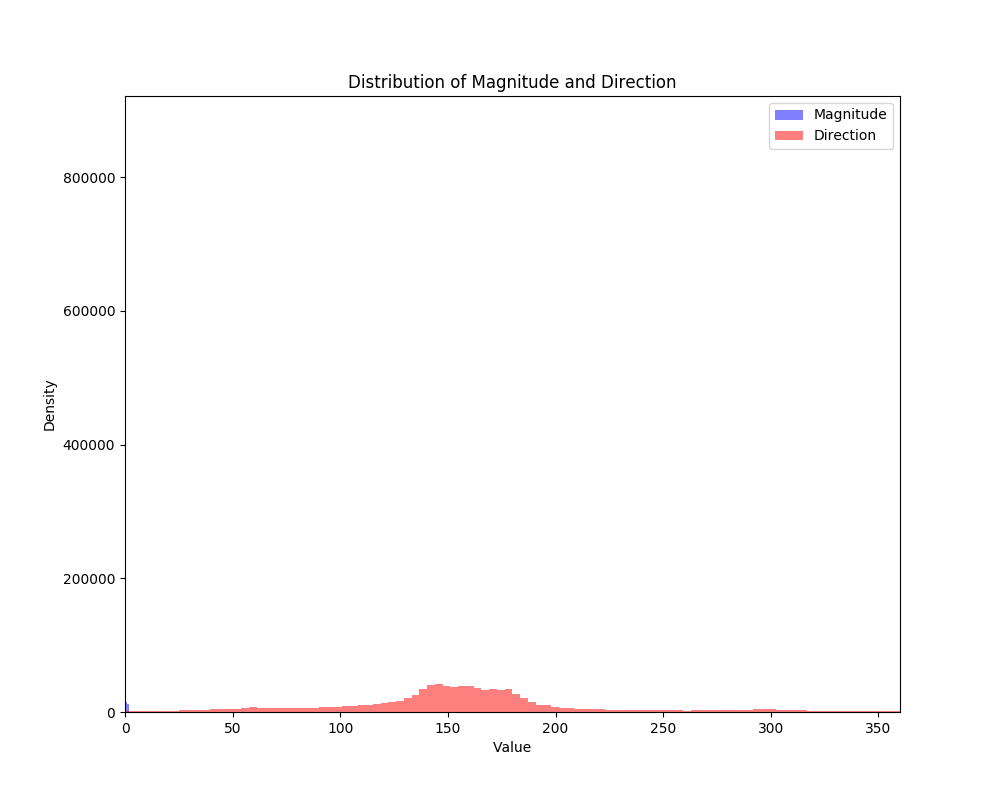 Distribution of Magnitude and Direction
Magnitude
Direction
800000
600000
400000
200000
0
Density
0 50 100 150 200 250 300 350
Value